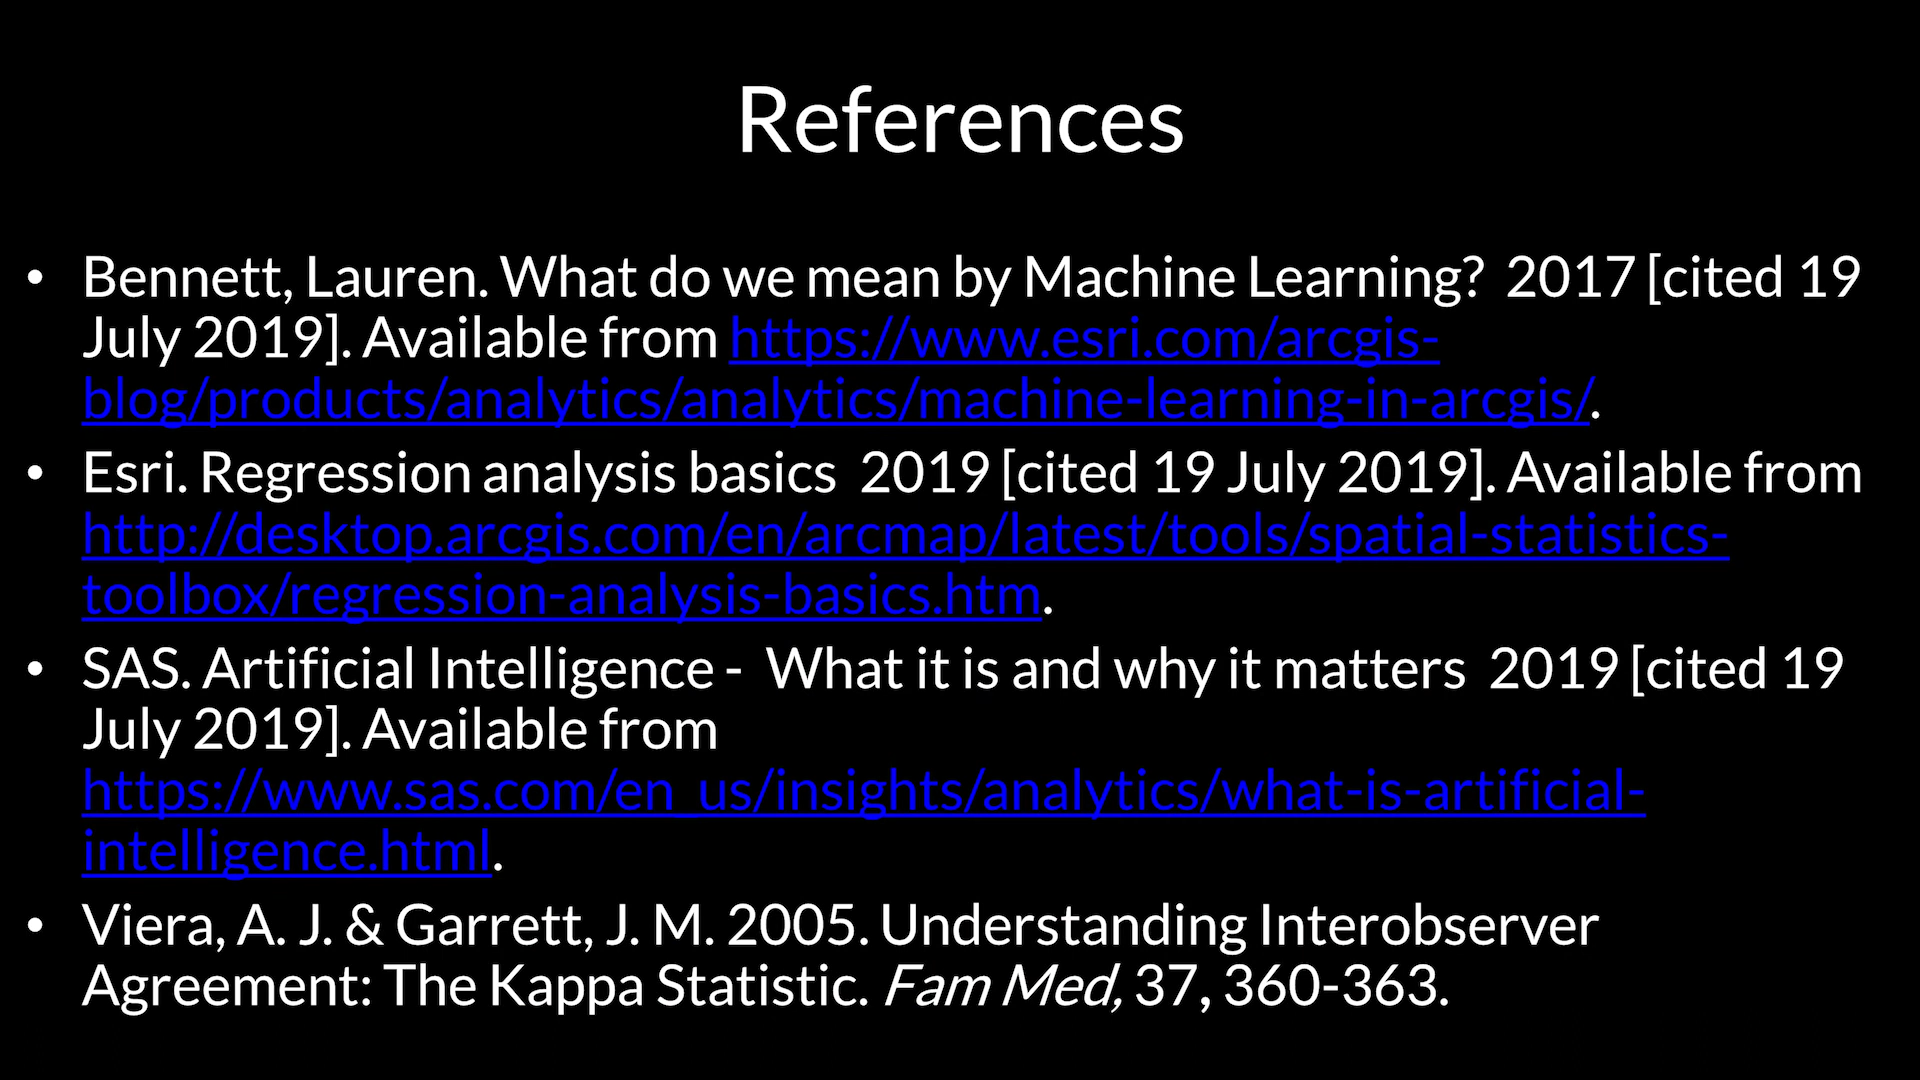 References
• Bennett, Lauren. What do we mean by Machine Learning?  2017 [cited 19
July 2019]. Available from https://www.esri.com/arcgis-
blog/products/analytics/analytics/machine-learning-in-arcgis/.
• Esri. Regression analysis basics  2019 [cited 19 July 2019]. Available from
http://desktop.arcgis.com/en/arcmap/latest/tools/spatial-statistics-
toolbox/regression-analysis-basics.htm.
• SAS. Artificial Intelligence -  What it is and why it matters  2019 [cited 19
July 2019]. Available from
https://www.sas.com/en_us/insights/analytics/what-is-artificial-
intelligence.html.
• Viera, A. J. & Garrett, J. M. 2005. Understanding Interobserver
Agreement: The Kappa Statistic. Fam Med, 37, 360-363.